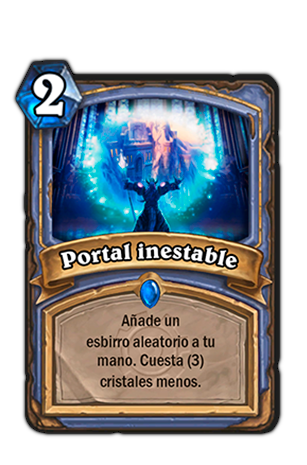 2
Portal inestable
Añade un
esbirro aleatorio a tu
mano. Cuesta (3)
cristales menos.